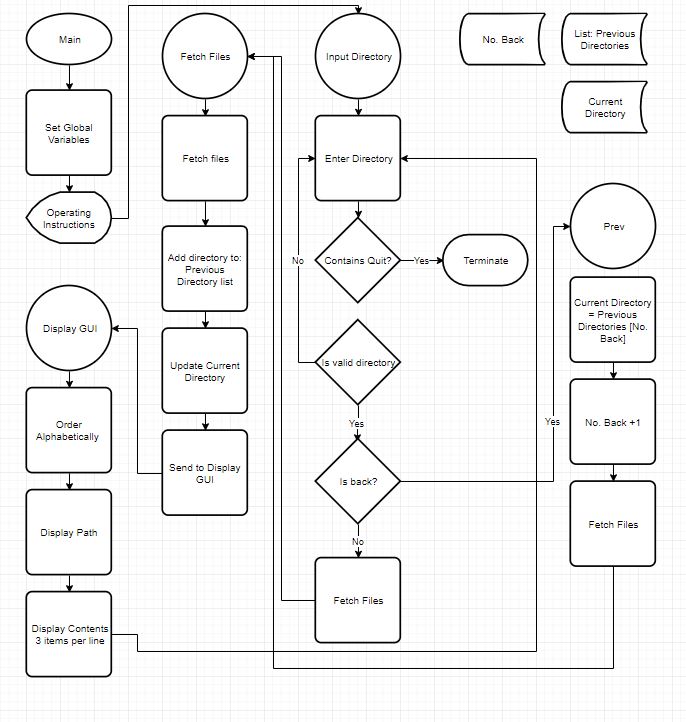 Main
Set Global
Variables
Operating
Instructions
Fetch Files
Fetch files
Add directory to:
Previous
Directory list
Update Current
Directory
Send to Display
GUI
Display GUI
Order
Alphabetically
Display Path
Display Contents
3 items per line
Input Directory
Enter Directory
Contains Quit?
Yes
Terminate
No
Is valid directory
Yes
Is back?
Yes
No
Fetch Files
No. Back
List: Previous
Directories
Current
Directory
Prev
Current Directory
= Previous
Directories [No.
Back]
No. Back +1
Fetch Files